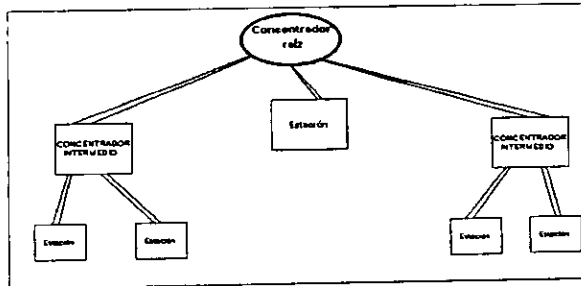 Concentrador
raíz
Estación
CONCENTRADOR
INTERMEDIO
CONCENTRADOR
INTERMEDIO
Estación
Estación
Estación
Estación